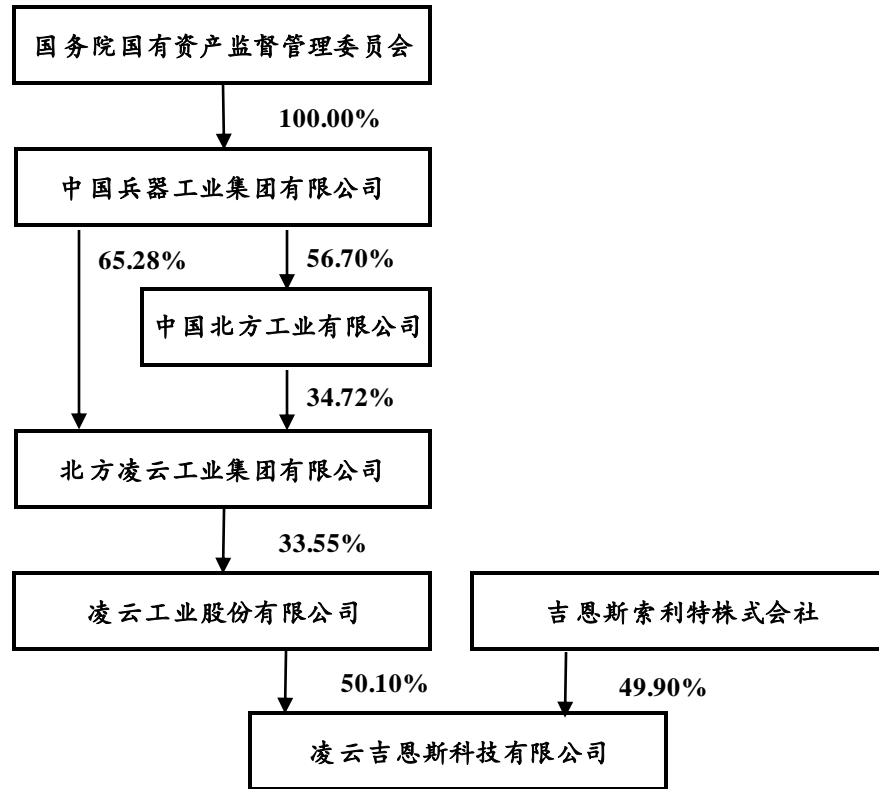 国务院国有资产监督管理委员会
100.00%
中国兵器工业集团有限公司
65.28%
56.70%
中国北方工业有限公司
34.72%
北方凌云工业集团有限公司
33.55%
凌云工业股份有限公司
吉恩斯索利特株式会社
50.10%
49.90%
凌云吉恩斯科技有限公司